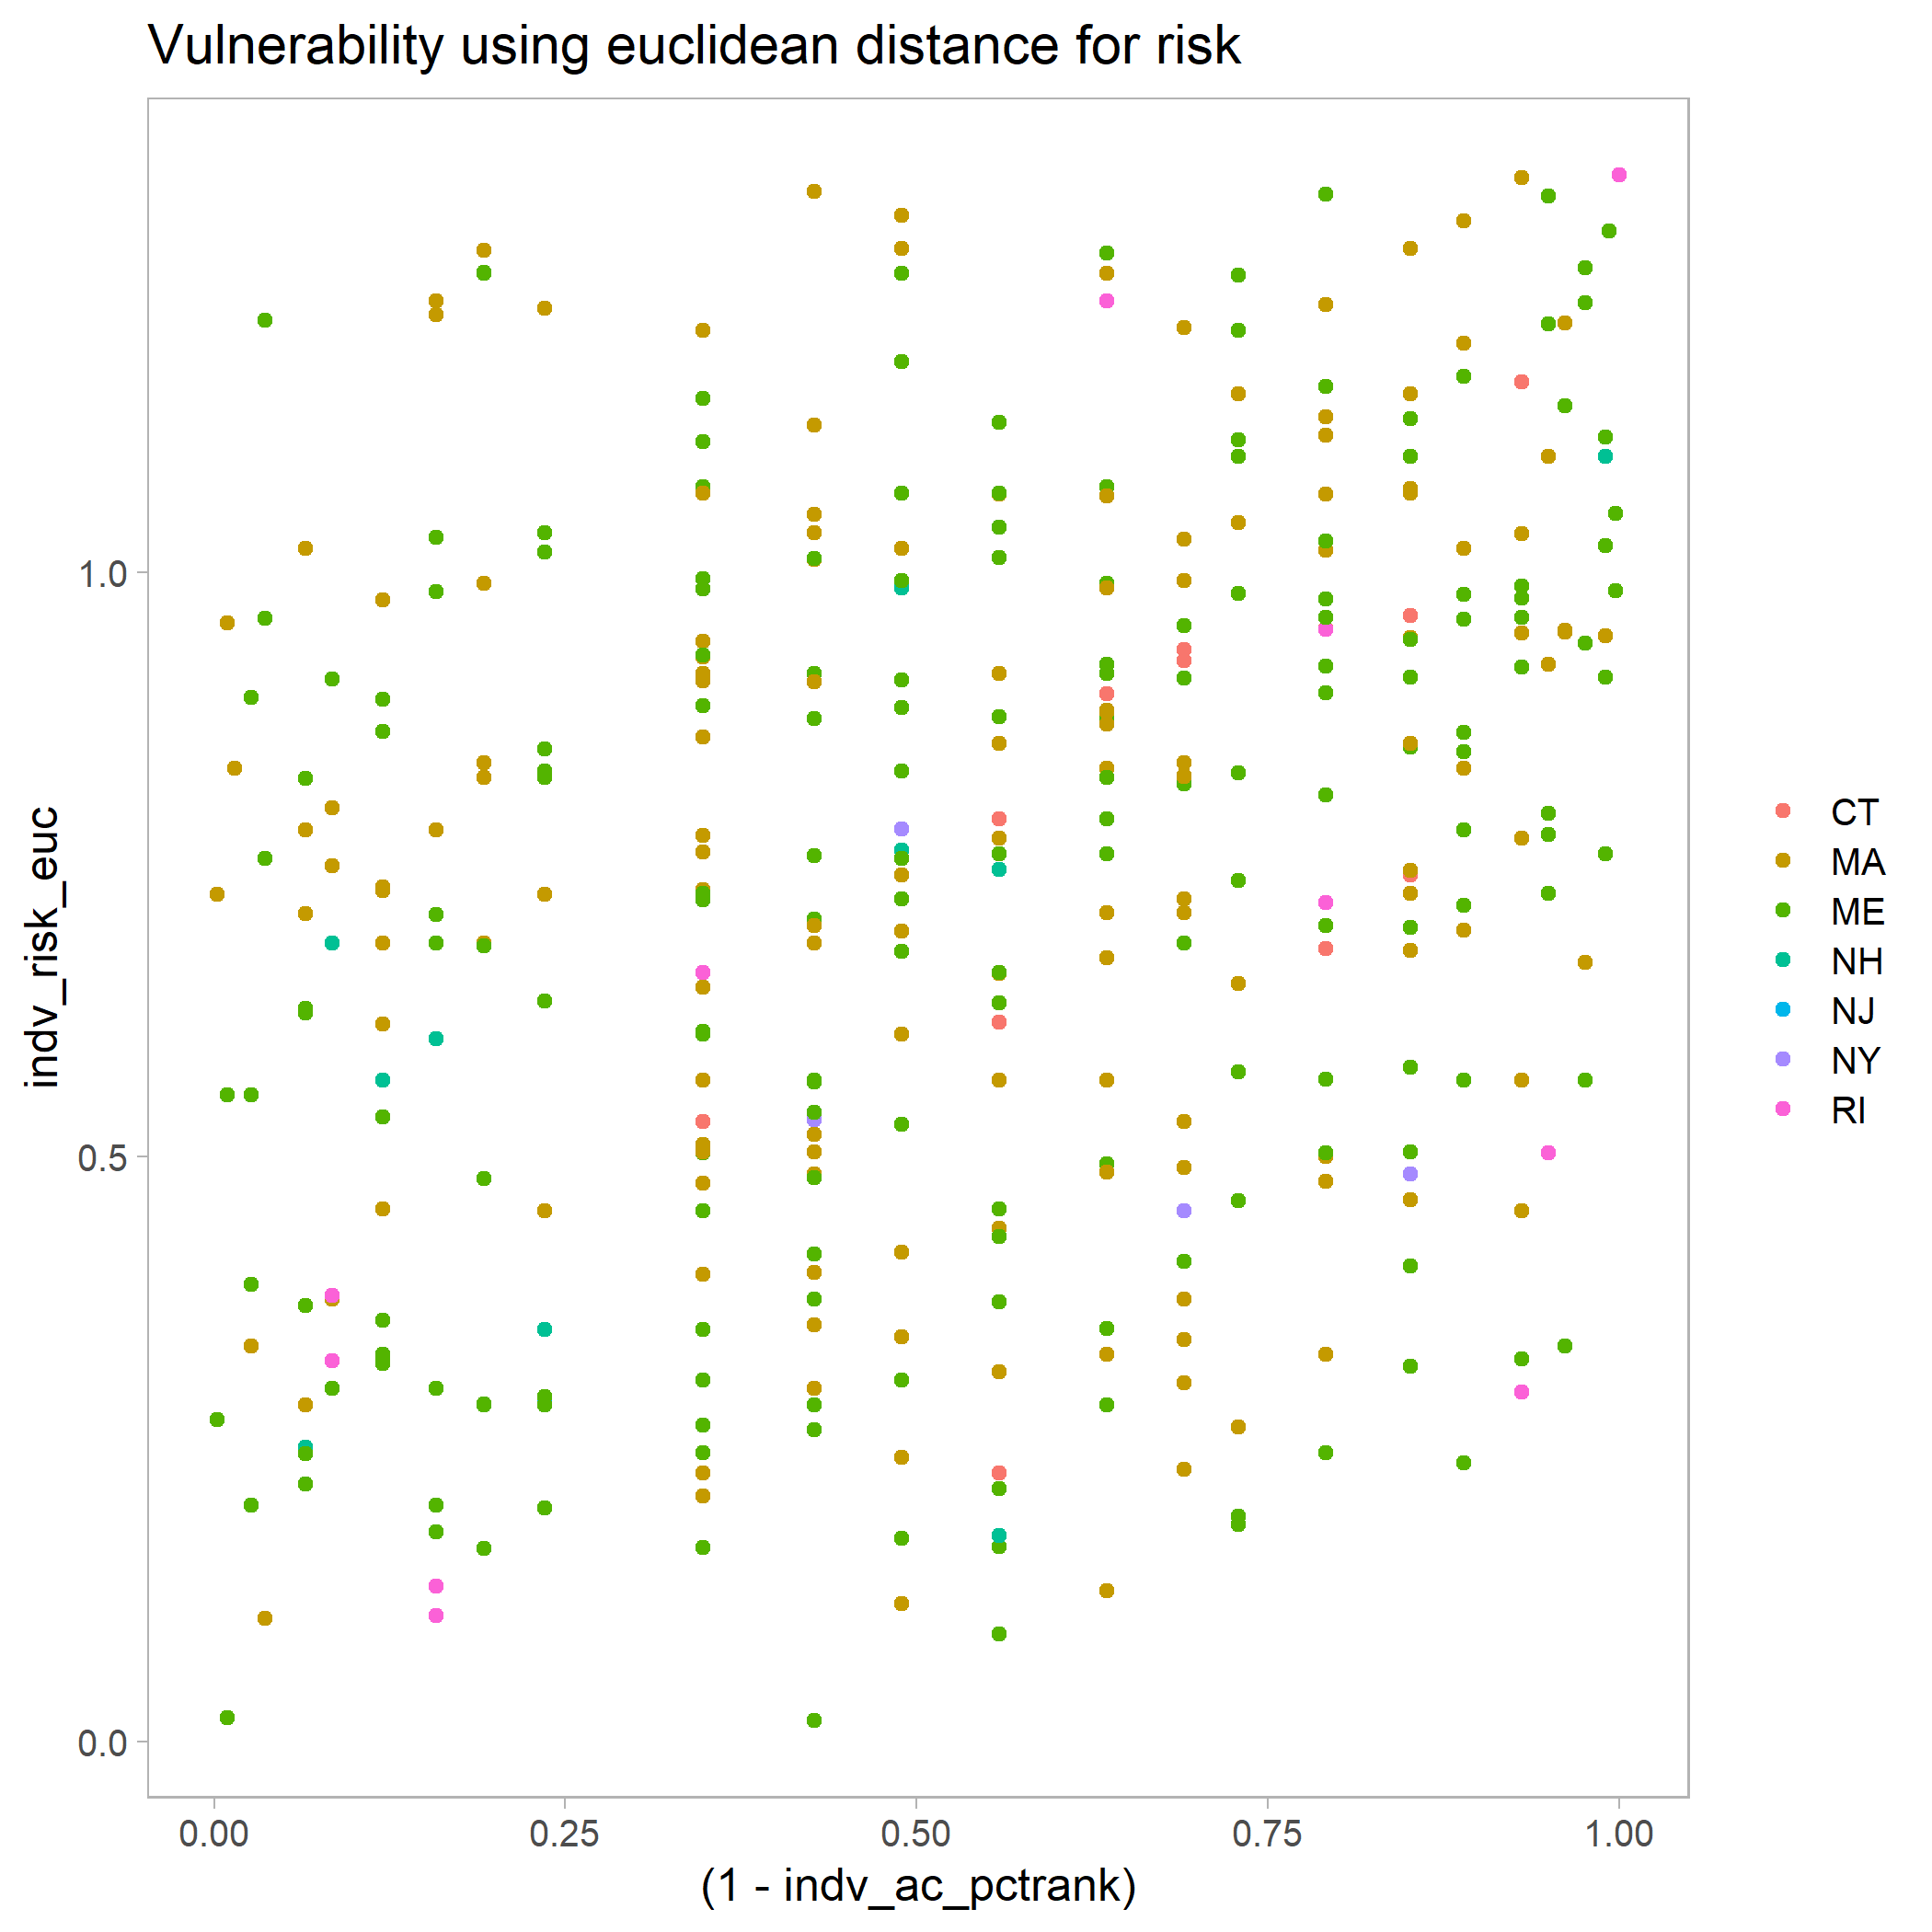 Vulnerability using euclidean distance for risk
indv_risk_euc
1.0
0.5
0.0
0.00 0.25 0.50 0.75 1.00
(1 - indv_ac_pctrank)
CT
MA
ME
NH
NJ
NY
RI